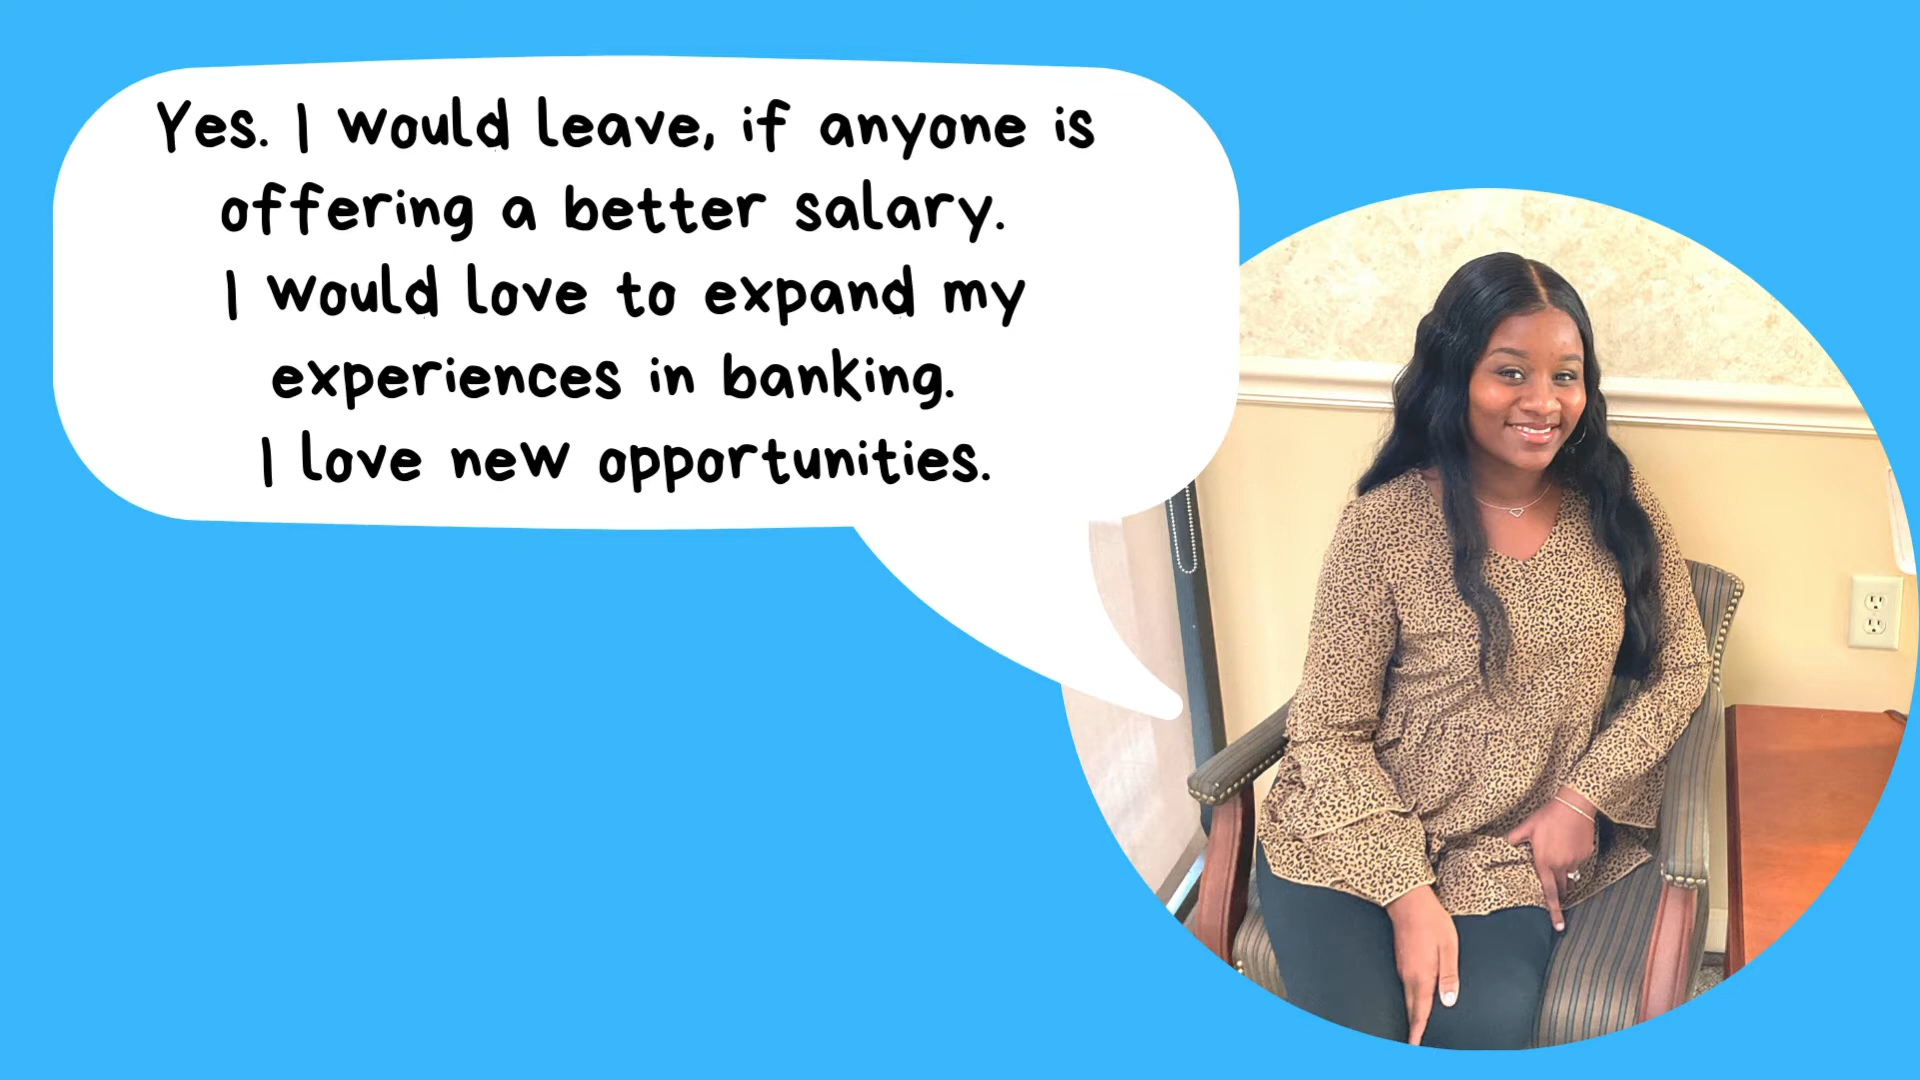 Yes. I would leave, if anyone is
offering a better salary.
I would love to expand my
experiences in banking.
I love new opportunities.